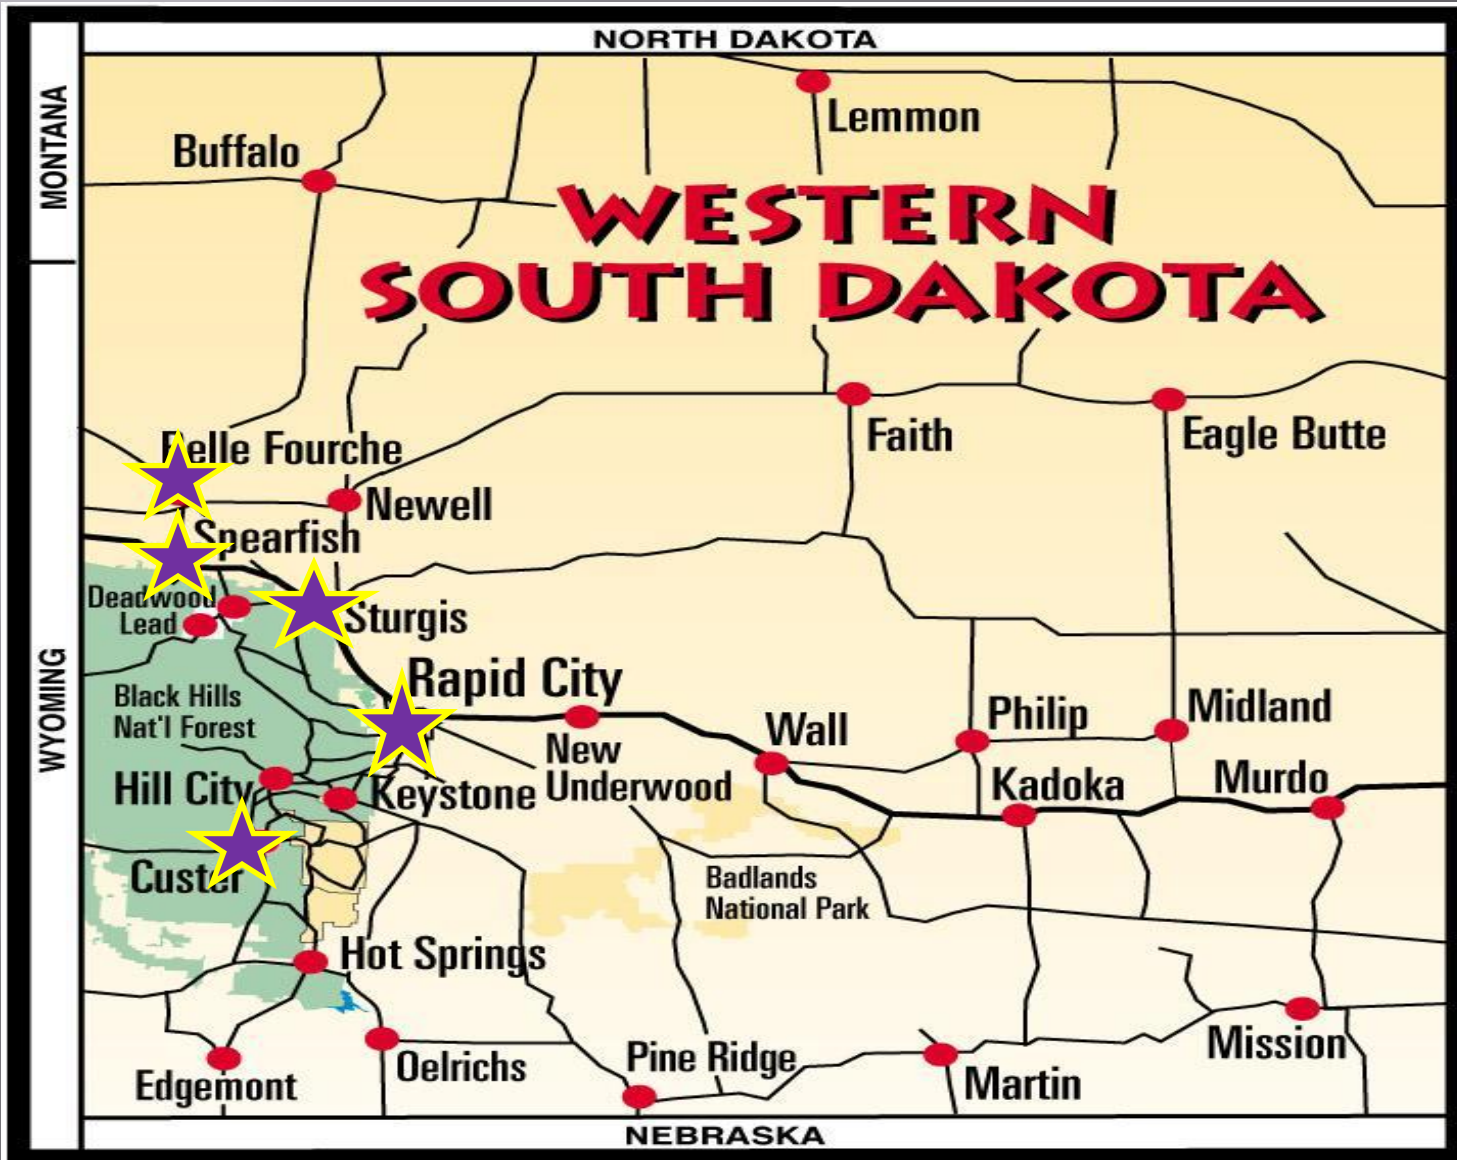 NORTH DAKOTA
MONTANA
Lemmon
Buffalo
WESTERN
SOUTH DAKOTA
Faith
Eagle Butte
Belle Fourche
Newell
Spearfish
Deadwood
Lead
Sturgis
WYOMING
Rapid City
Black Hills
Nat'l Forest
New
Underwood
Wall
Philip
Midland
Hill City
Keystone
Kadoka
Murdo
Custer
Badlands
National Park
Hot Springs
Edgemont
Oelrichs
Pine Ridge
Martin
Mission
NEBRASKA